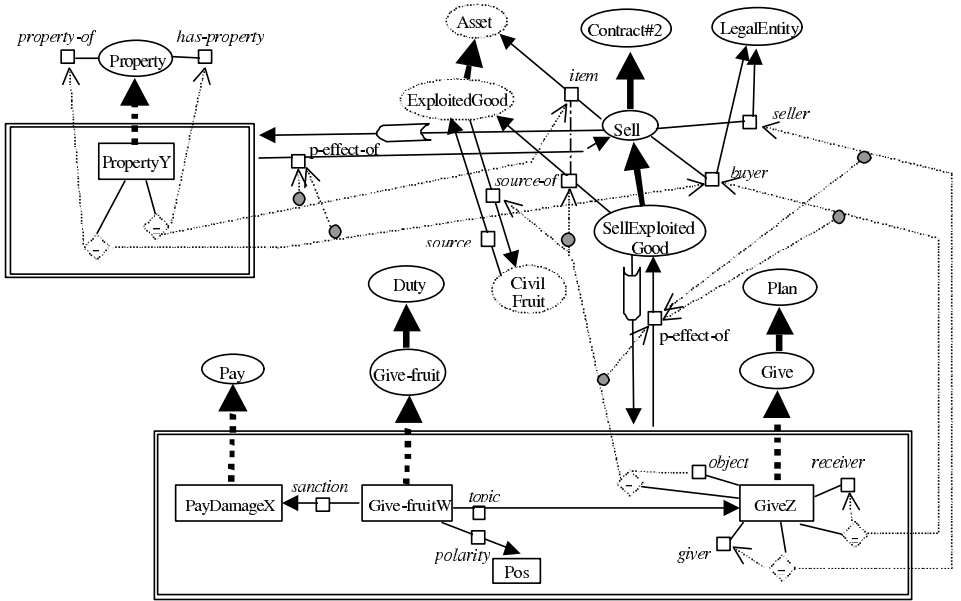 Asset
Contract#2
LegalEntity
property-of
has-property
Property
item
ExploitedGood
seller
Sell
PropertyY
p-effect-of
source-of
buyer
source
SellExploited
Good
Civil
Fruit
Duty
Plan
p-effect-of
Pay
Give-fruit
Give
object
receiver
sanction
topic
PayDamageX
Give-fruitW
GiveZ
polarity
giver
Pos